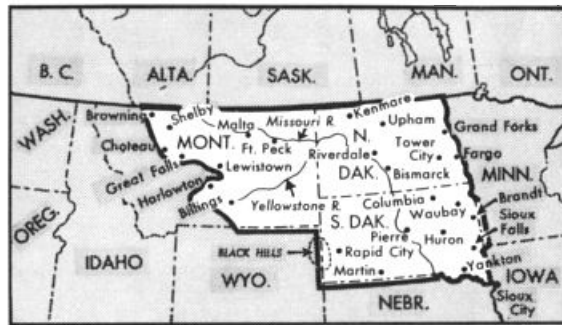 B. C.
ALTA.
SASK.
MAN.
ONT.
WASH.
Browning
Shelby
Malta
Missouri R.
Kenmare
Upham
Grand Forks
Choteau
MONT.
Ft. Peck
N.
DAK.
Riverdale
Tower
City
Fargo
MINN.
Great Falls
Lewistown
Bismarck
Harlowton
Billings
Yellowstone R.
Columbia
Waubay
Brandt
OREG.
S. DAK.
Sioux
Falls
Pierre
Huron
IDAHO
BLACK HILLS
Rapid City
WYO.
Martin
Yankton
IOWA
NEBR.
Sioux
City